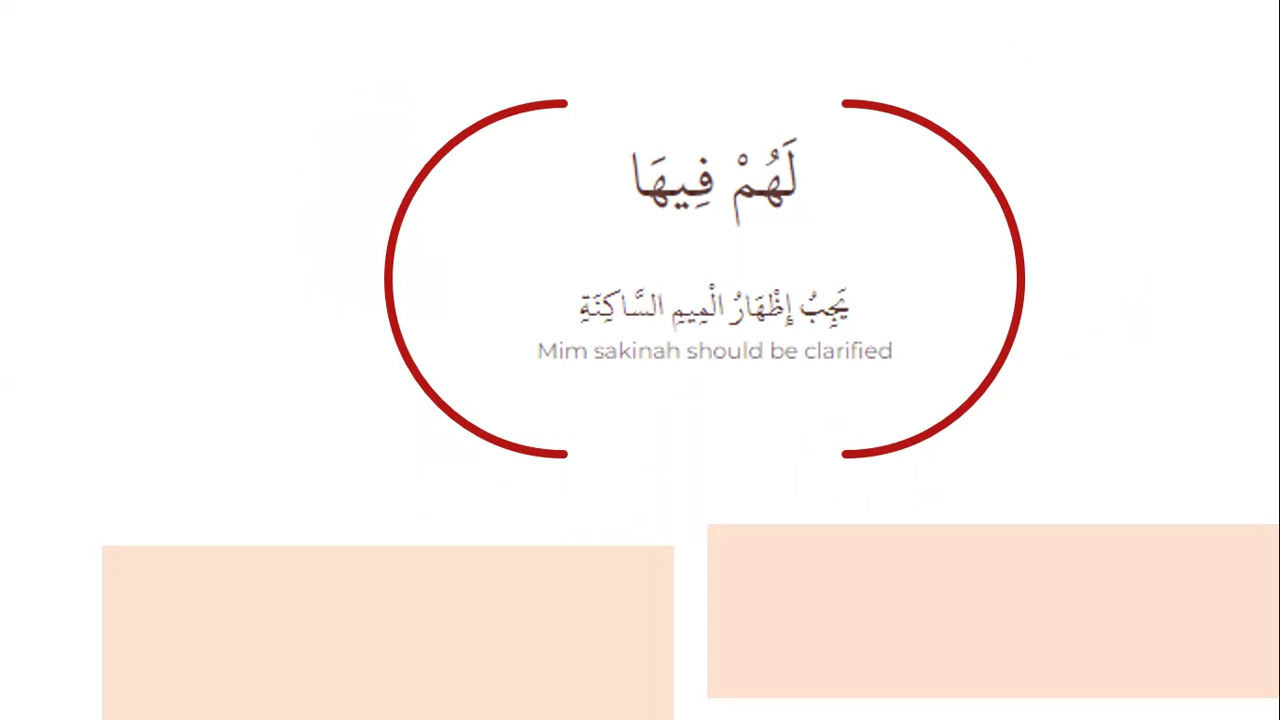 لَهُمْ فِيهَا
يَجِبُ إِظْهَارُ الْمِيمِ السَّاكِنَةِ
Mim sakinah should be clarified